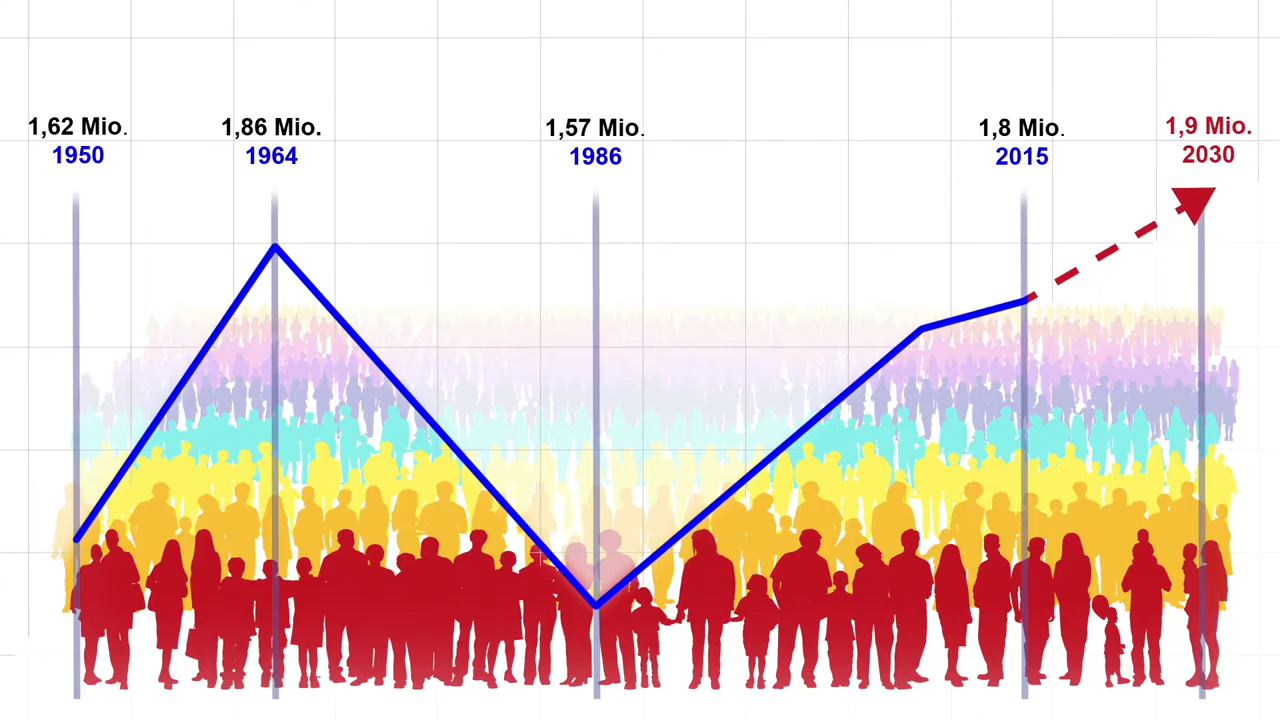 1,62 Mio.
1950
1,86 Mio.
1964
1,57 Mio.
1986
1,8 Mio.
2015
1,9 Mio.
2030